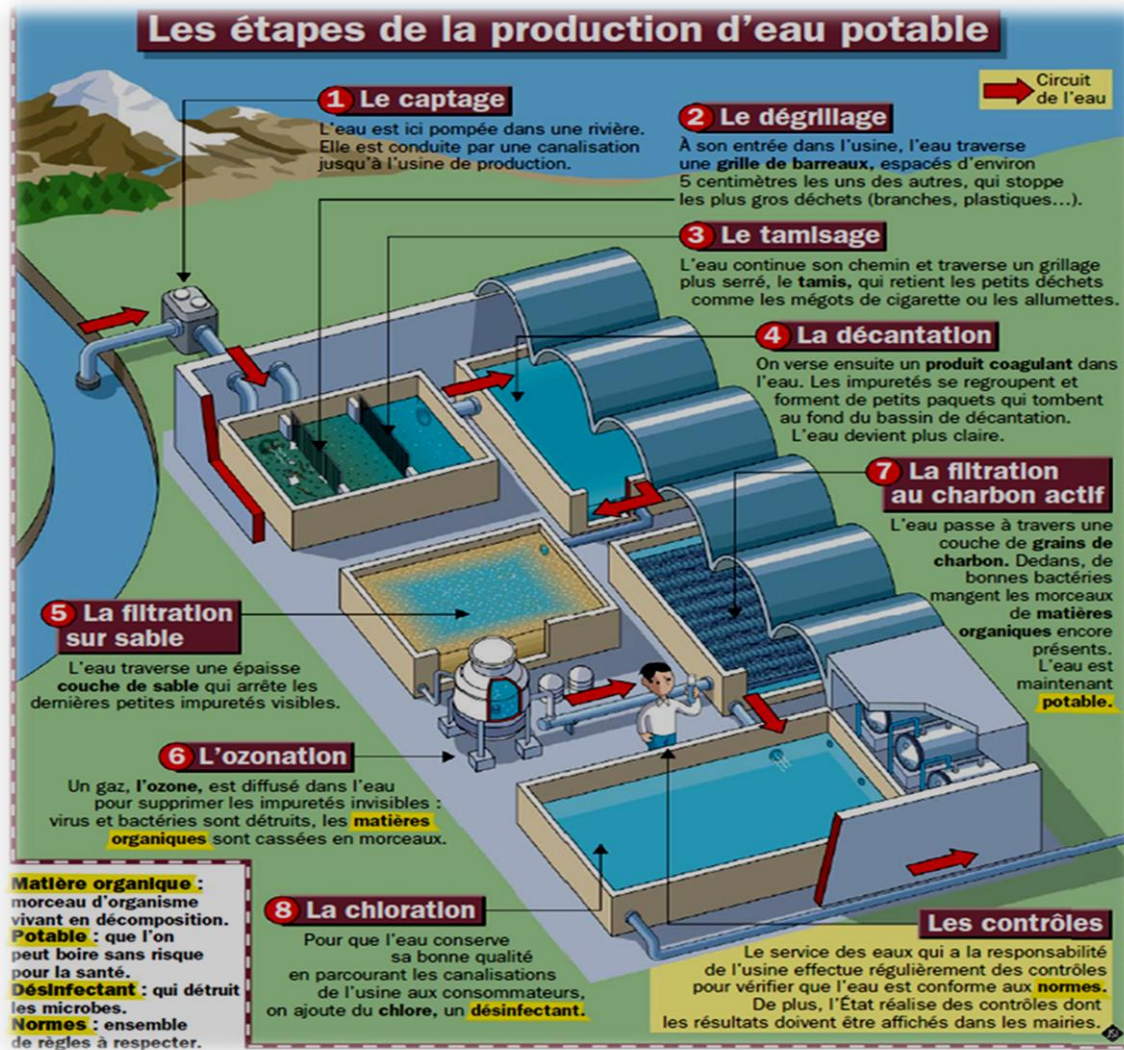 Les étapes de la production d'eau potable
Circuit
de l'eau
1 Le captage
L'eau est ici pompée dans une rivière.
Elle est conduite par une canalisation
jusqu'à l'usine de production.
2 Le dégrillage
À son entrée dans l'usine, l'eau traverse
une grille de barreaux, espacés d'environ
5 centimètres les uns des autres, qui stoppe
les plus gros déchets (branches, plastiques...).
3 Le tamisage
L'eau continue son chemin et traverse un grillage
plus serré, le tamis, qui retient les petits déchets
comme les mégots de cigarette ou les allumettes.
4 La décantation
On verse ensuite un produit coagulant dans
l'eau. Les impuretés se regroupent et
forment de petits paquets qui tombent
au fond du bassin de décantation.
L'eau devient plus claire.
5 La filtration
sur sable
L'eau traverse une épaisse
couche de sable qui arrête les
dernières petites impuretés visibles.
6 L'ozonation
Un gaz, l'ozone, est diffusé dans l'eau
pour supprimer les impuretés invisibles :
virus et bactéries sont détruits, les matières
organiques sont cassées en morceaux.
7 La filtration
au charbon actif
L'eau passe à travers une
couche de grains de
charbon. Dedans, de
bonnes bactéries
mangent les morceaux
de matières
organiques encore
présents.
L'eau est
maintenant
potable.
8 La chloration
Pour que l'eau conserve
sa bonne qualité
en parcourant les canalisations
de l'usine aux consommateurs,
on ajoute du chlore, un désinfectant.
Les contrôles
Le service des eaux qui a la responsabilité
de l'usine effectue régulièrement des contrôles
pour vérifier que l'eau est conforme aux normes.
De plus, l'État réalise des contrôles dont
les résultats doivent être affichés dans les mairies.
Matière organique :
morceau d'organisme
vivant en décomposition.
Potable : que l'on
peut boire sans risque
pour la santé.
Désinfectant : qui détruit
les microbes.
Normes : ensemble
de règles à respecter.